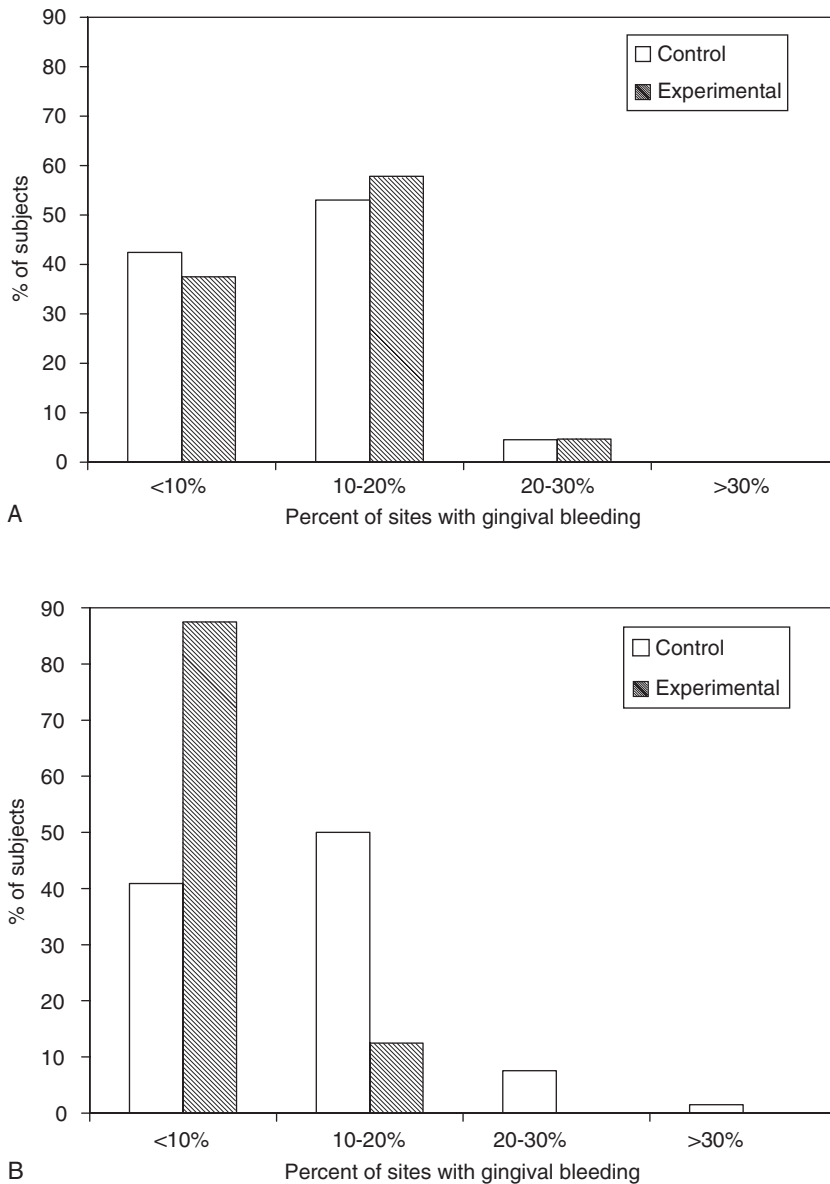 90
80
70
60
50
40
30
20
10
0
% of subjects
Control
Experimental
<10%
10-20%
20-30%
>30%
Percent of sites with gingival bleeding
A
90
80
70
60
50
40
30
20
10
0
% of subjects
Control
Experimental
<10%
10-20%
20-30%
>30%
Percent of sites with gingival bleeding
B